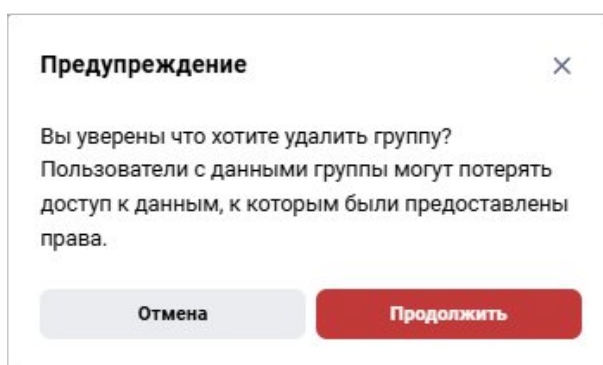 Предупреждение
Вы уверены что хотите удалить группу?
Пользователи с данными группы могут потерять
доступ к данным, к которым были предоставлены
права.
Отмена
Продолжить